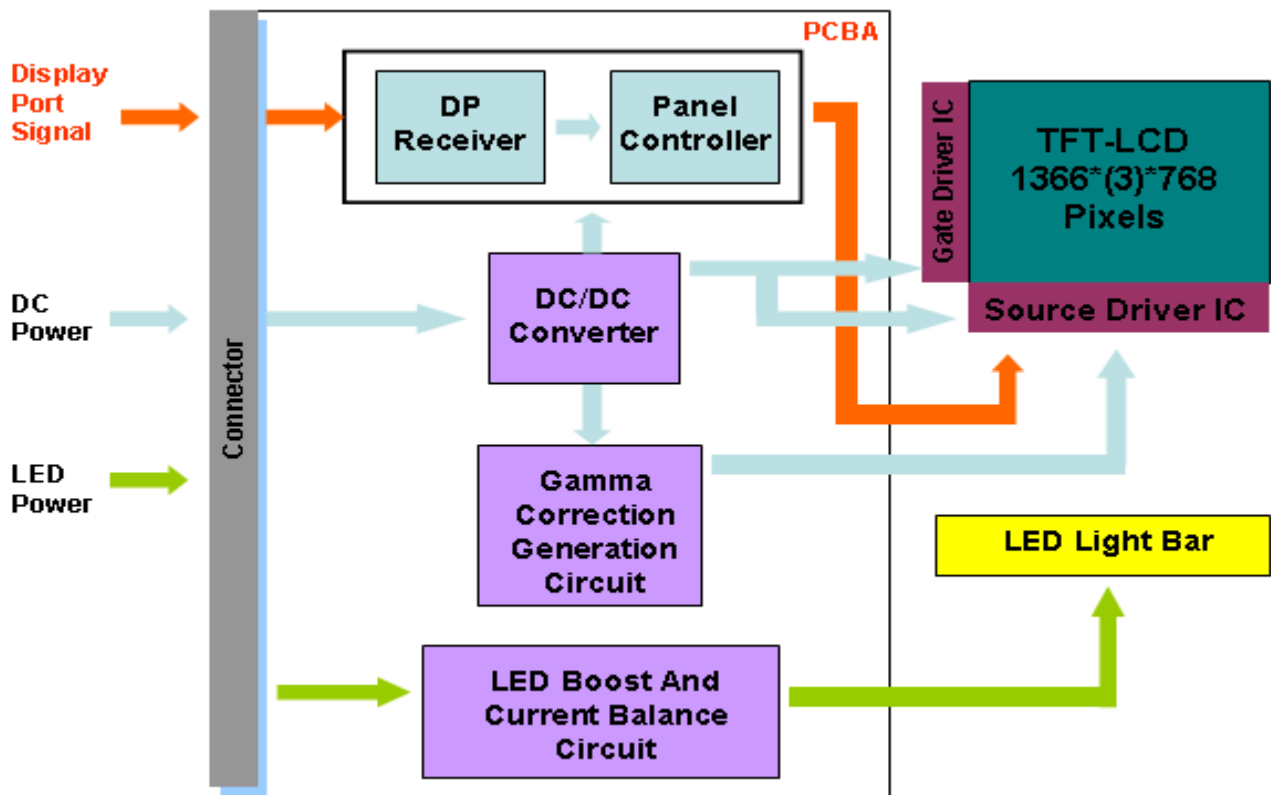 PCBA
Display
Port
Signal
DP
Receiver
Panel
Controller
Gate Driver IC
TFT-LCD
1366*(3)*768
Pixels
Source Driver IC
DC
Power
Connector
DC/DC
Converter
LED
Power
Gamma
Correction
Generation
Circuit
LED Light Bar
LED Boost And
Current Balance
Circuit